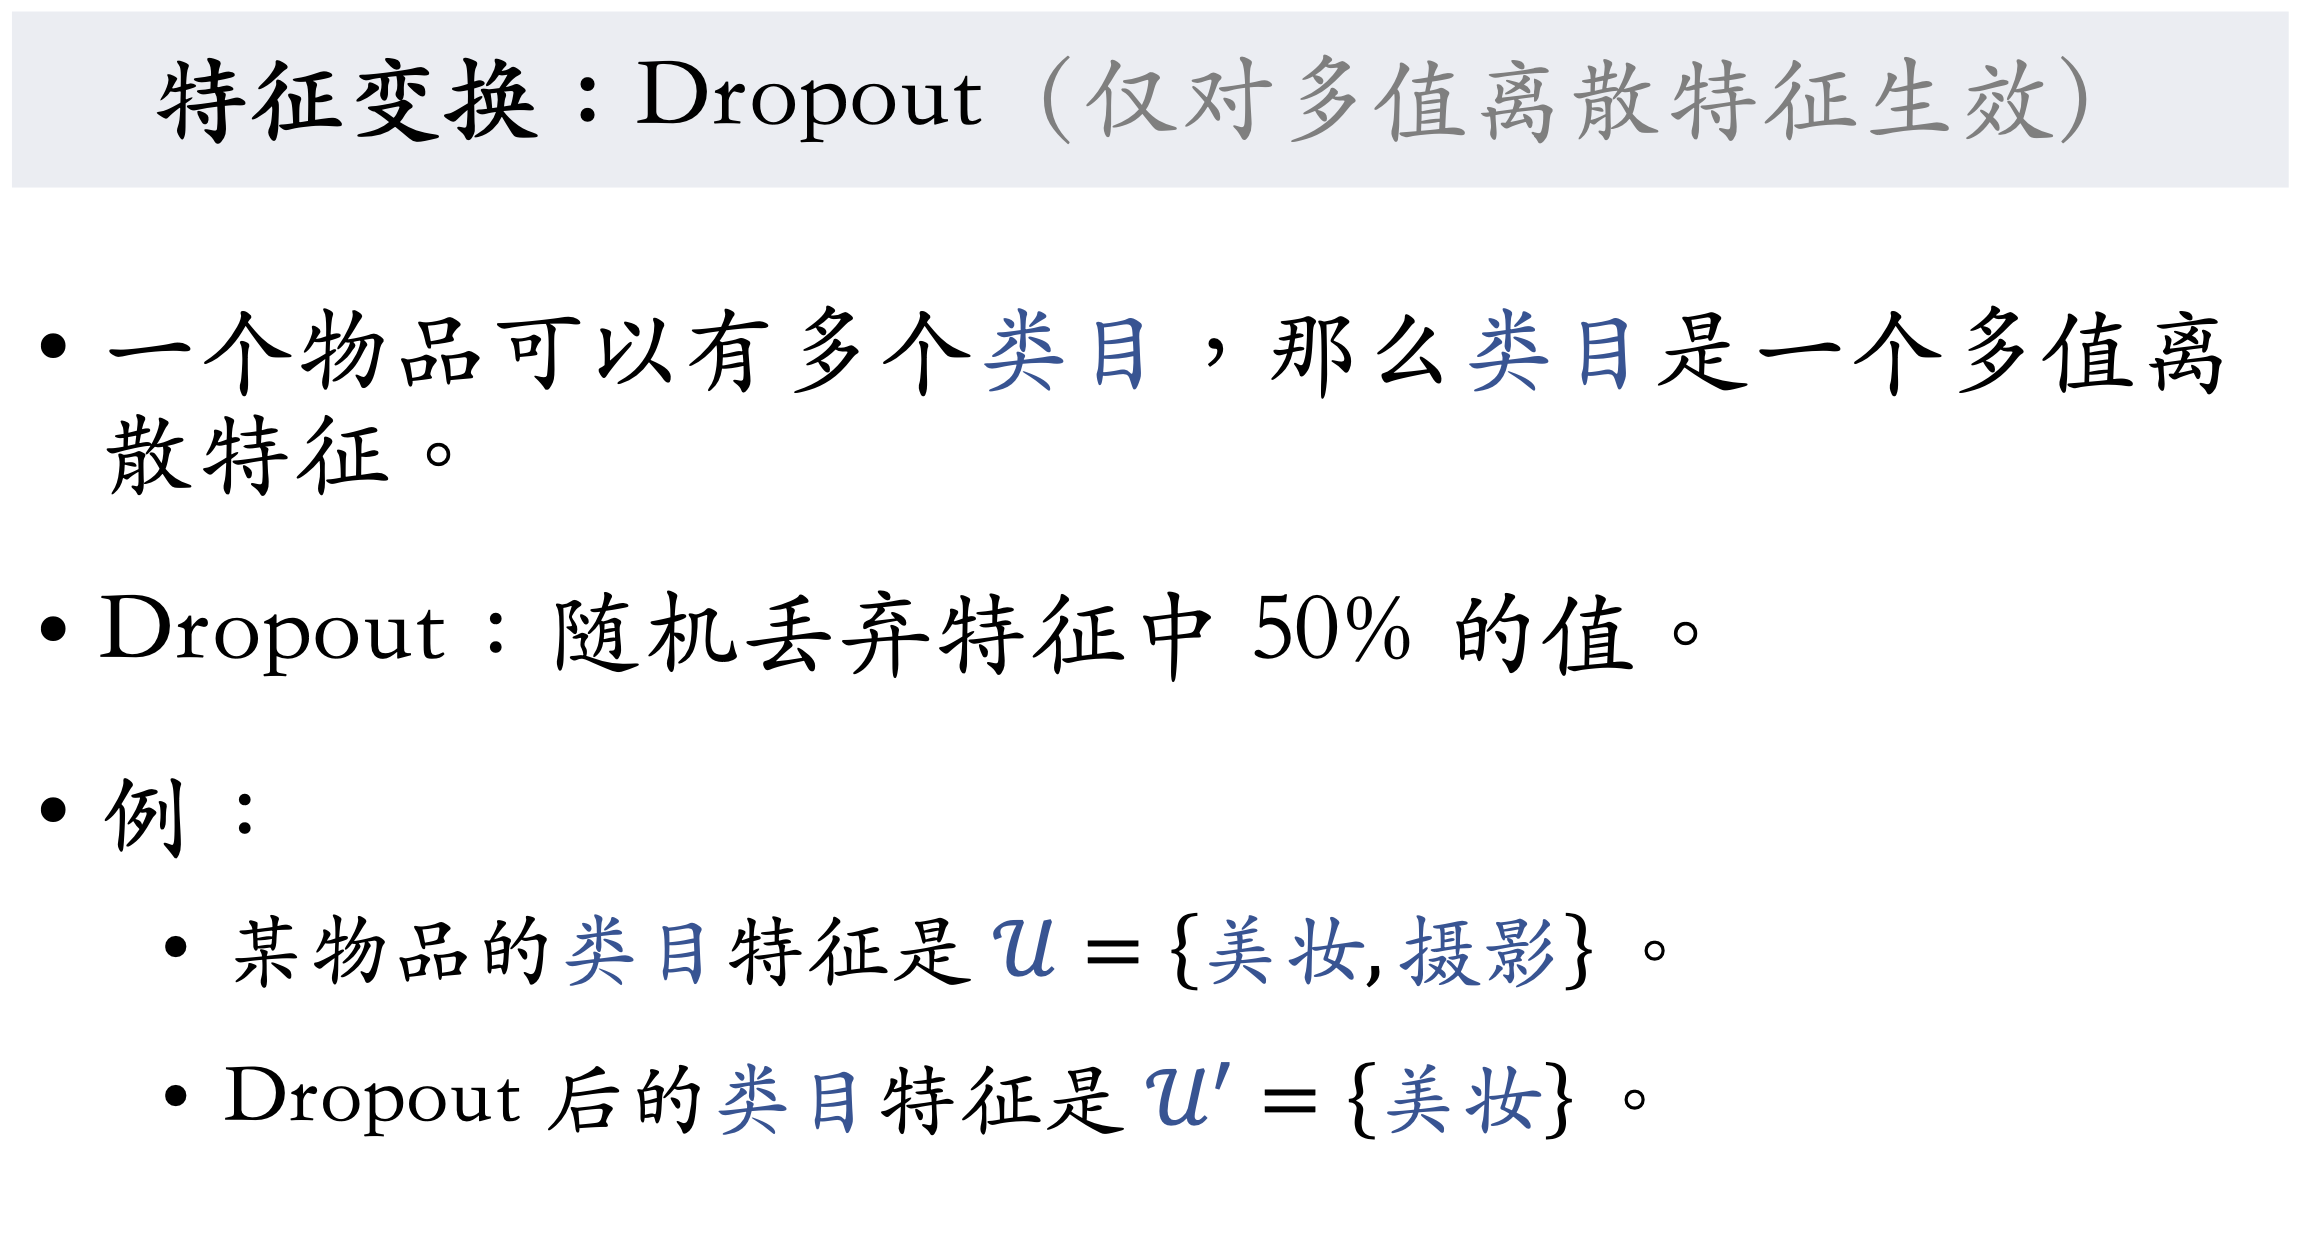 特征变换：Dropout（仅对多值离散特征生效）
• 一个物品可以有多个类目，那么类目是一个多值离
散特征。
• Dropout：随机丢弃特征中 50% 的值。
• 例：
• 某物品的类目特征是 𝒰 = {美妆,摄影}。
• Dropout 后的类目特征是 𝒰′ = {美妆}。